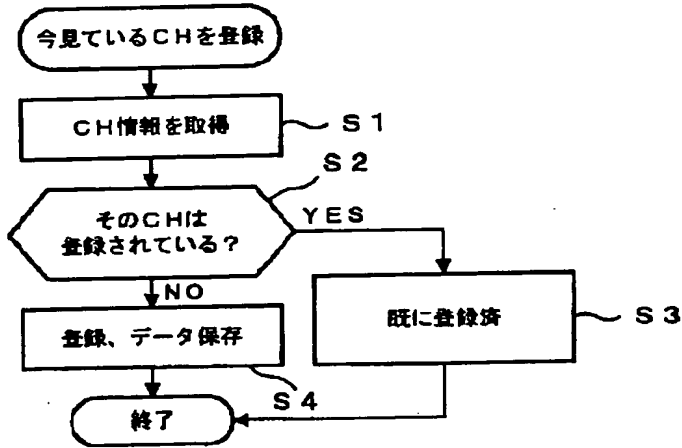 今見ているＣＨを登録
ＣＨ情報を取得
Ｓ１
Ｓ２
そのＣＨは
登録されている？
ＹＥＳ
ＮＯ
既に登録済
Ｓ３
登録、データ保存
Ｓ４
終了